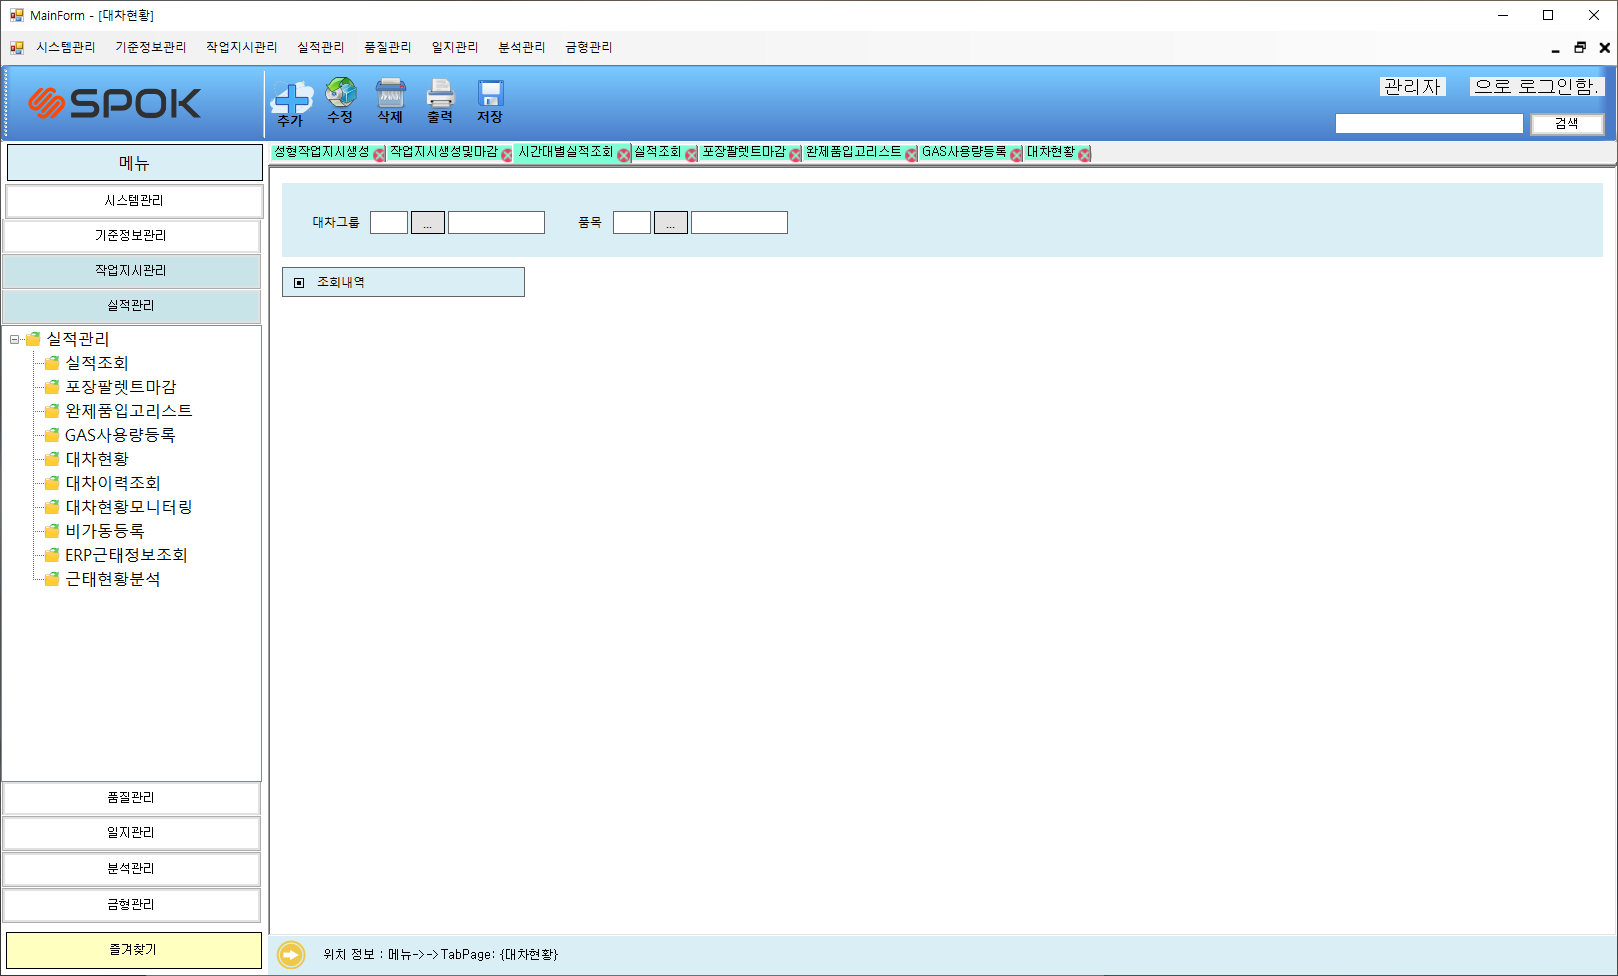 MainForm - [대차현황]
시스템관리 기준정보관리 작업지시관리 실적관리 품질관리 일지관리 분석관리 금형관리
SPOK
추가 수정 삭제 출력 저장
관리자 으로 로그인함.
검색
메뉴
성형작업지시생성 작업지시생성및마감 시간대별실적조회 실적조회 포장팔렛트마감 완제품입고리스트 GAS사용량등록 대차현황
시스템관리
기준정보관리
작업지시관리
실적관리
대차그룹 ... 품목 ...
조회내역
실적관리
실적조회
포장팔렛트마감
완제품입고리스트
GAS사용량등록
대차현황
대차이력조회
대차현황모니터링
비가동등록
ERP근태정보조회
근태현황분석
품질관리
일지관리
분석관리
금형관리
즐겨찾기
위치 정보 : 메뉴->->TabPage: {대차현황}